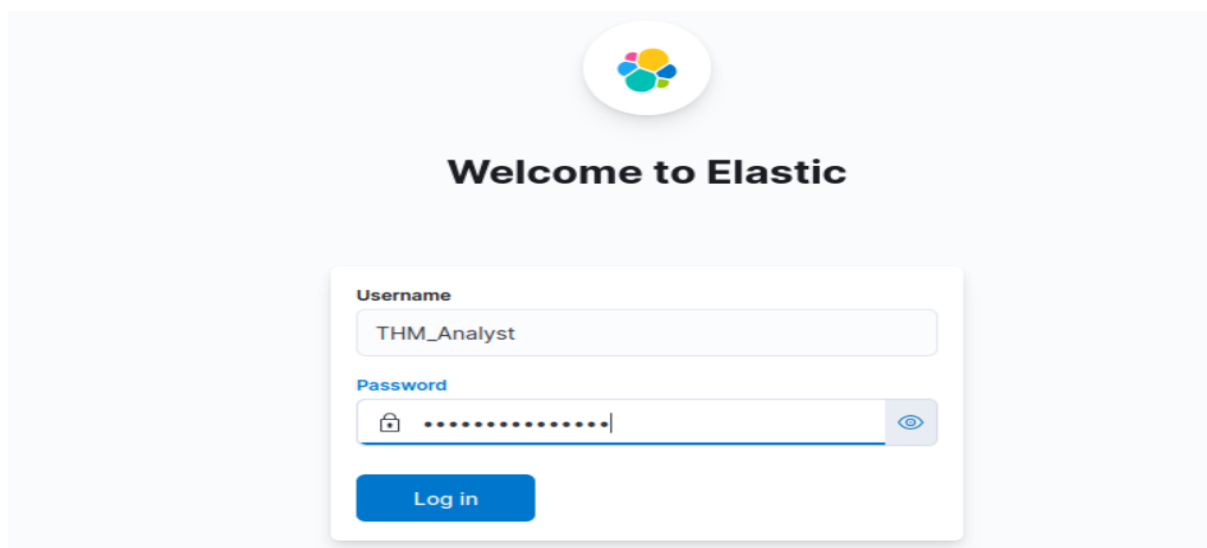 Welcome to Elastic
Username
THM_Analyst
Password
•••••••••••••••
Log in